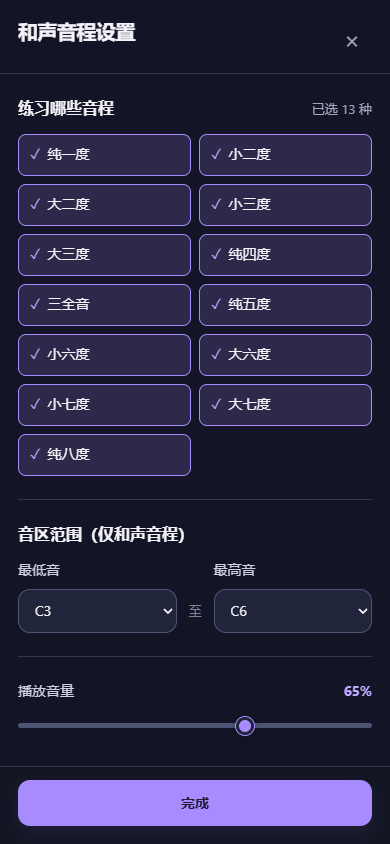 和声音程设置
×
练习哪些音程 已选 13 种
✓ 纯一度 ✓ 小二度
✓ 大二度 ✓ 小三度
✓ 大三度 ✓ 纯四度
✓ 三全音 ✓ 纯五度
✓ 小六度 ✓ 大六度
✓ 小七度 ✓ 大七度
✓ 纯八度
音区范围（仅和声音程）
最低音 最高音
C3 至 C6
播放音量 65%
完成